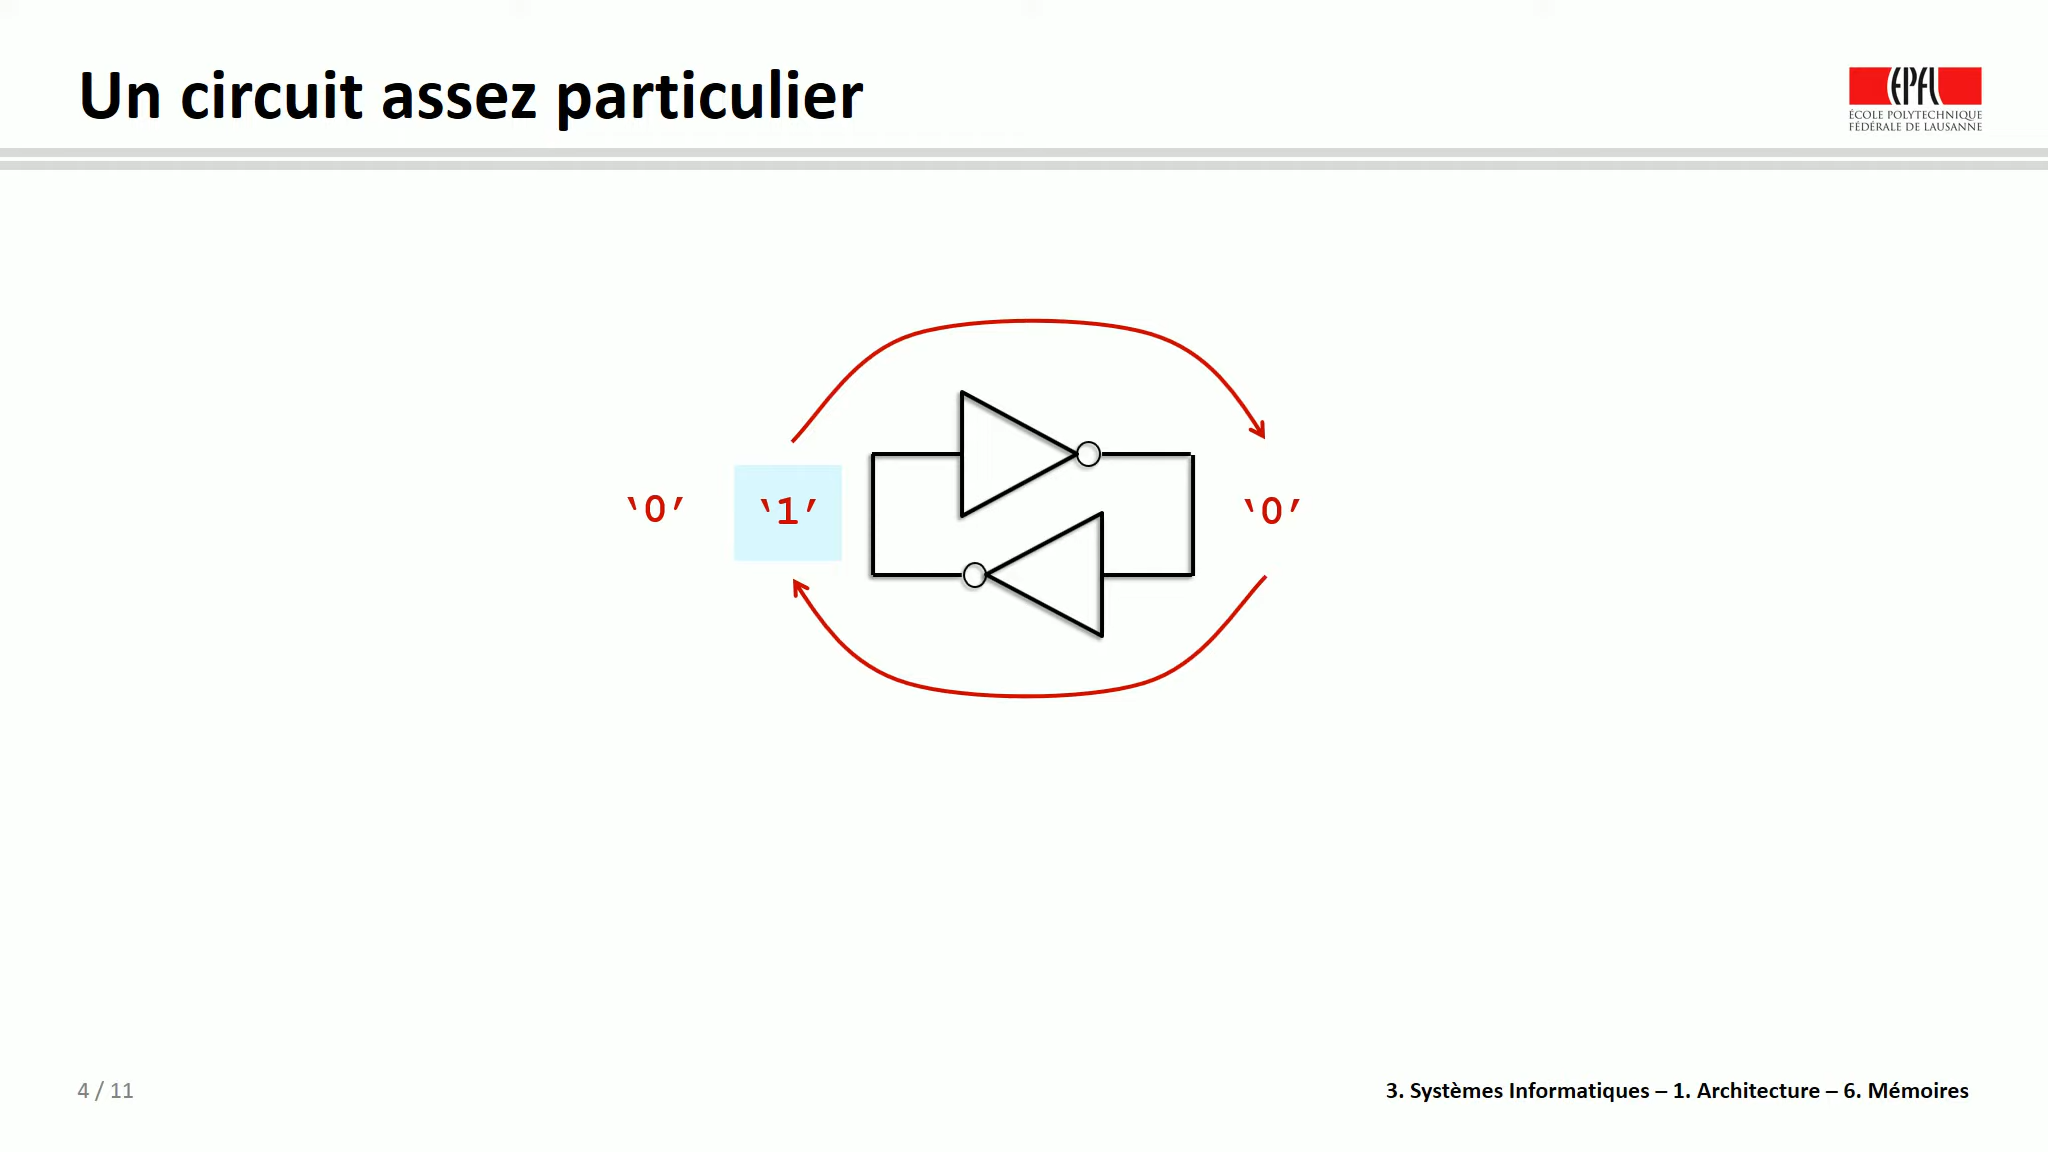 Un circuit assez particulier
EPFL
ÉCOLE POLYTECHNIQUE
FÉDÉRALE DE LAUSANNE
‘0’ ‘1’ ‘0’
4 / 11
3. Systèmes Informatiques – 1. Architecture – 6. Mémoires